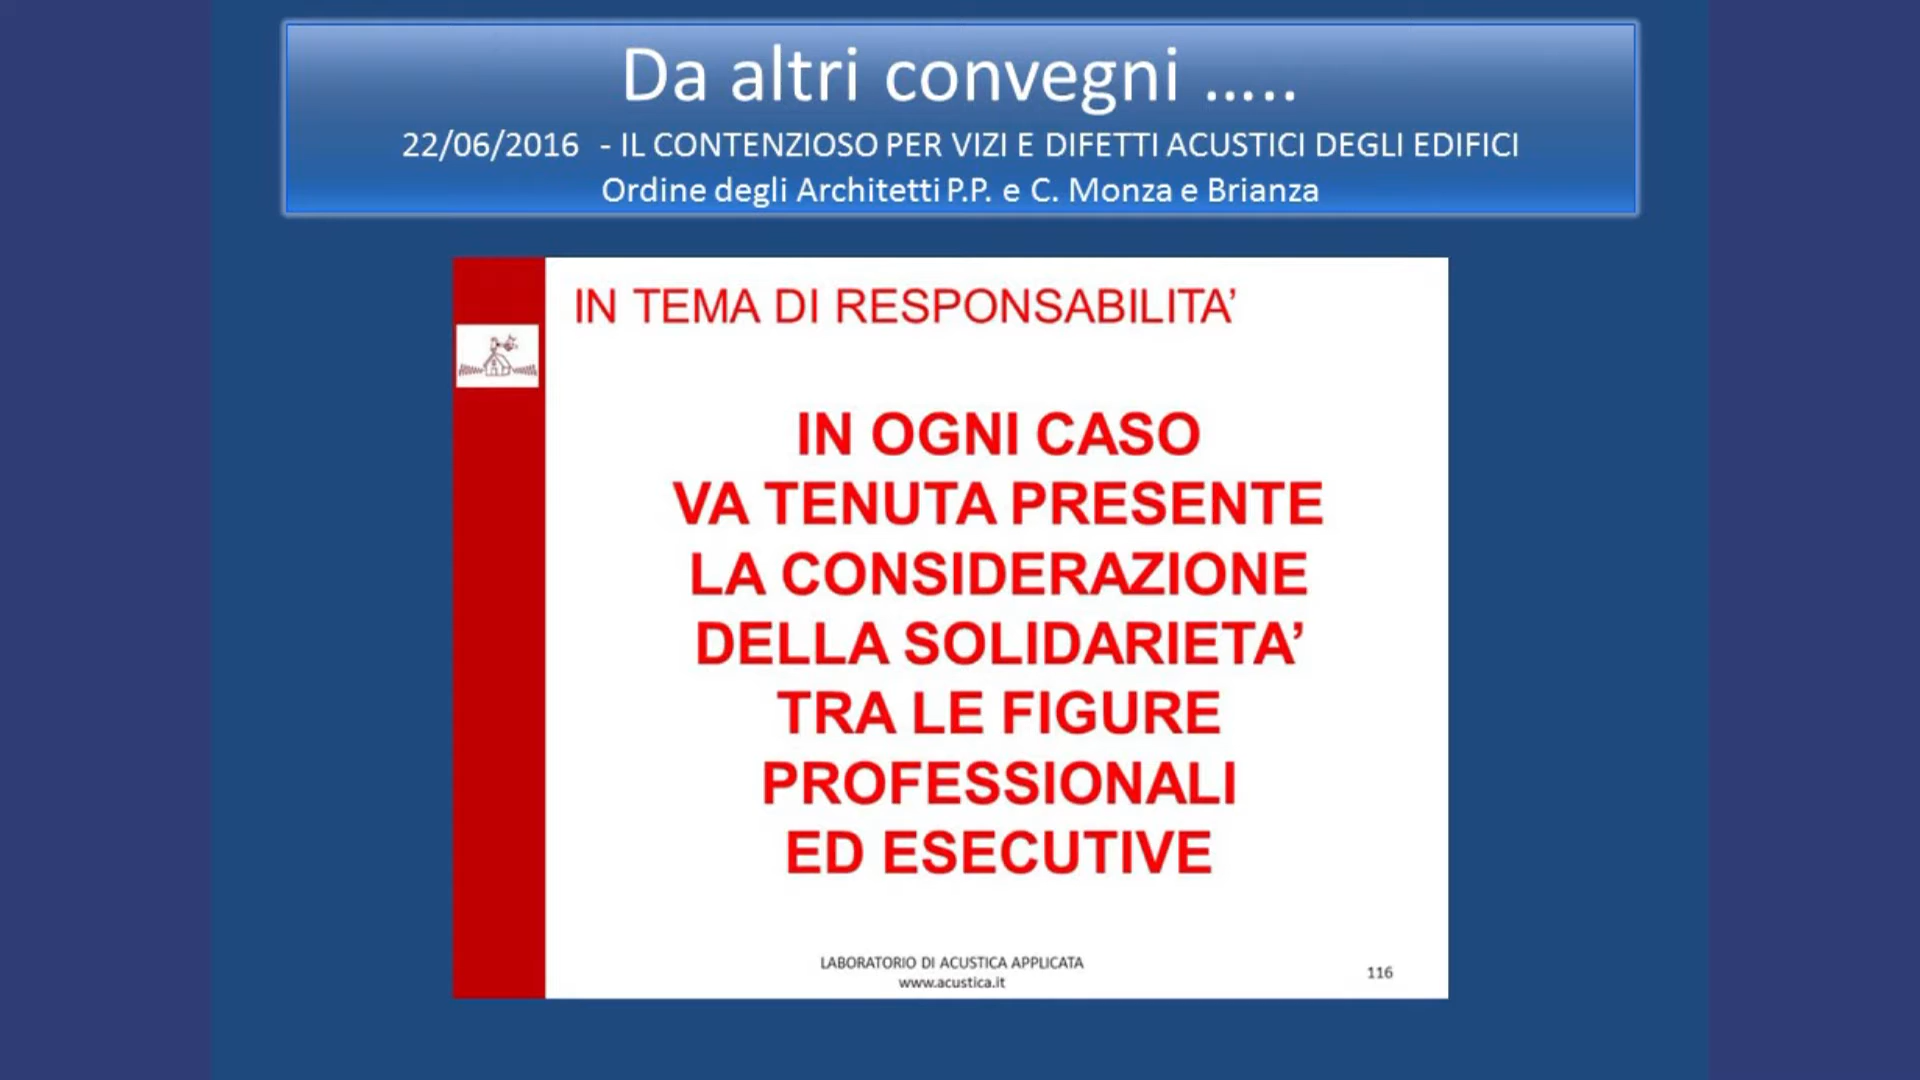 Da altri convegni .....
22/06/2016 - IL CONTENZIOSO PER VIZI E DIFETTI ACUSTICI DEGLI EDIFICI
Ordine degli Architetti P.P. e C. Monza e Brianza
IN TEMA DI RESPONSABILITA’
IN OGNI CASO
VA TENUTA PRESENTE
LA CONSIDERAZIONE
DELLA SOLIDARIETA’
TRA LE FIGURE
PROFESSIONALI
ED ESECUTIVE
LABORATORIO DI ACUSTICA APPLICATA
www.acustica.it
116